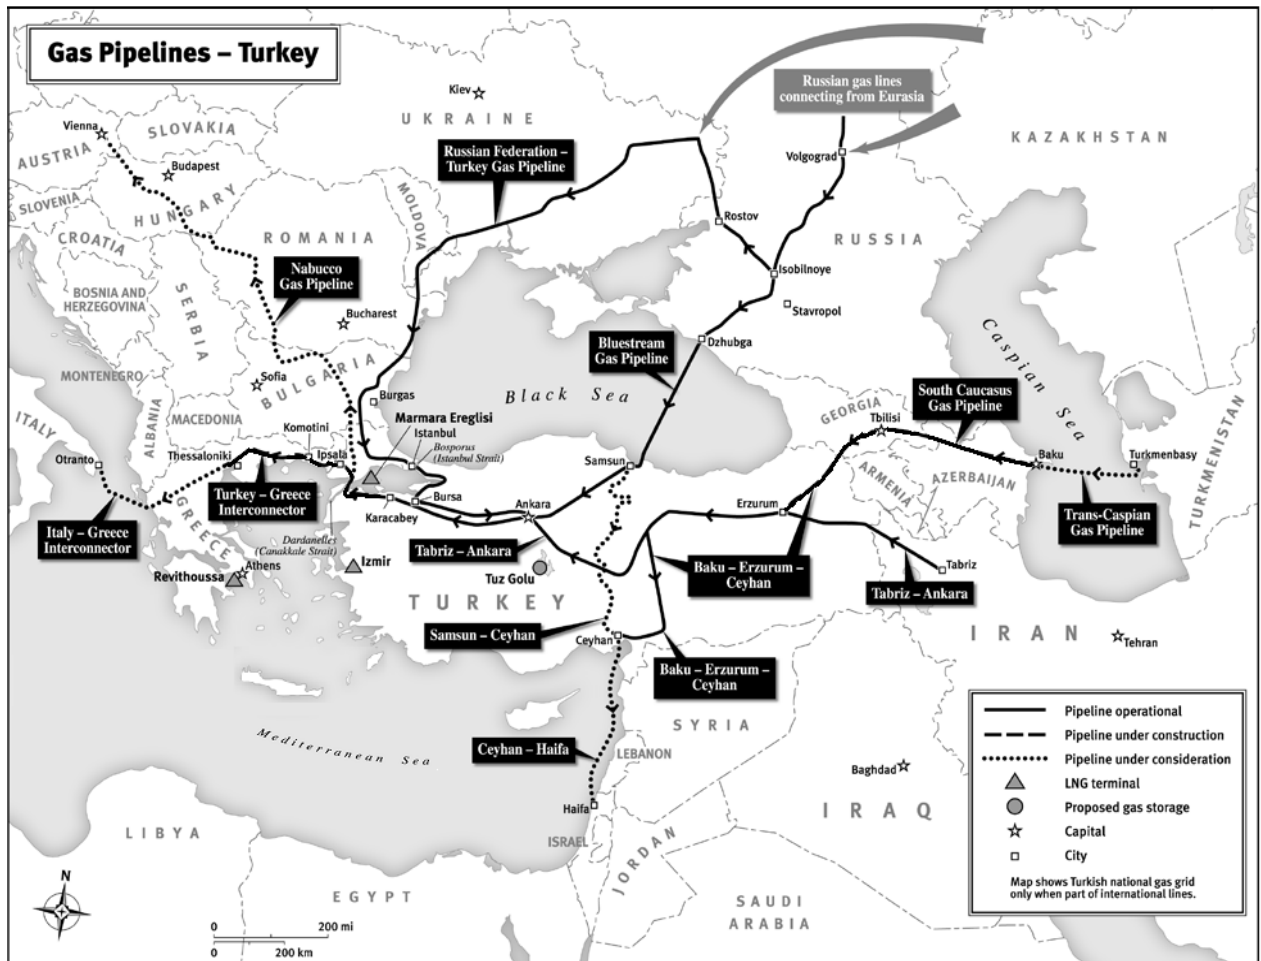 Gas Pipelines – Turkey
Russian gas lines
connecting from Eurasia
Kiev
UKRAINE
KAZAKHSTAN
Vienna
SLOVAKIA
AUSTRIA
Budapest
Russian Federation –
Turkey Gas Pipeline
Volgograd
SLOVENIA
HUNGARY
MOLDOVA
CROATIA
ROMANIA
Rostov
RUSSIA
Nabucco
Gas Pipeline
Isobilnoye
BOSNIA AND
HERZEGOVINA
SERBIA
Bucharest
Stavropol
Bluestream
Gas Pipeline
Dzhubga
Caspian Sea
MONTENEGRO
Sofia
BULGARIA
Black Sea
South Caucasus
Gas Pipeline
Burgas
GEORGIA
Tbilisi
ITALY
ALBANIA
MACEDONIA
Marmara Ereglisi
Istanbul
Bosporus
(Istanbul Strait)
Komotini
Ipsala
Thessaloniki
Otranto
Samsun
Baku
Turkmenbasy
TURKMENISTAN
ARMENIA
AZERBAIJAN
Turkey – Greece
Interconnector
Bursa
Karacabey
Ankara
Erzurum
Trans-Caspian
Gas Pipeline
Italy – Greece
Interconnector
GREECE
Dardanelles
(Canakkale Strait)
Tabriz – Ankara
Izmir
Athens
Revithoussa
Tuz Golu
Baku – Erzurum –
Ceyhan
Tabriz
Tabriz – Ankara
TURKEY
Samsun – Ceyhan
Ceyhan
IRAN
Tehran
Baku – Erzurum –
Ceyhan
SYRIA
Mediterranean Sea
Ceyhan – Haifa
LEBANON
Baghdad
Haifa
IRAQ
LIBYA
ISRAEL
JORDAN
EGYPT
SAUDI
ARABIA
Pipeline operational
Pipeline under construction
Pipeline under consideration
LNG terminal
Proposed gas storage
Capital
City
Map shows Turkish national gas grid
only when part of international lines.
N
0 200 mi
0 200 km